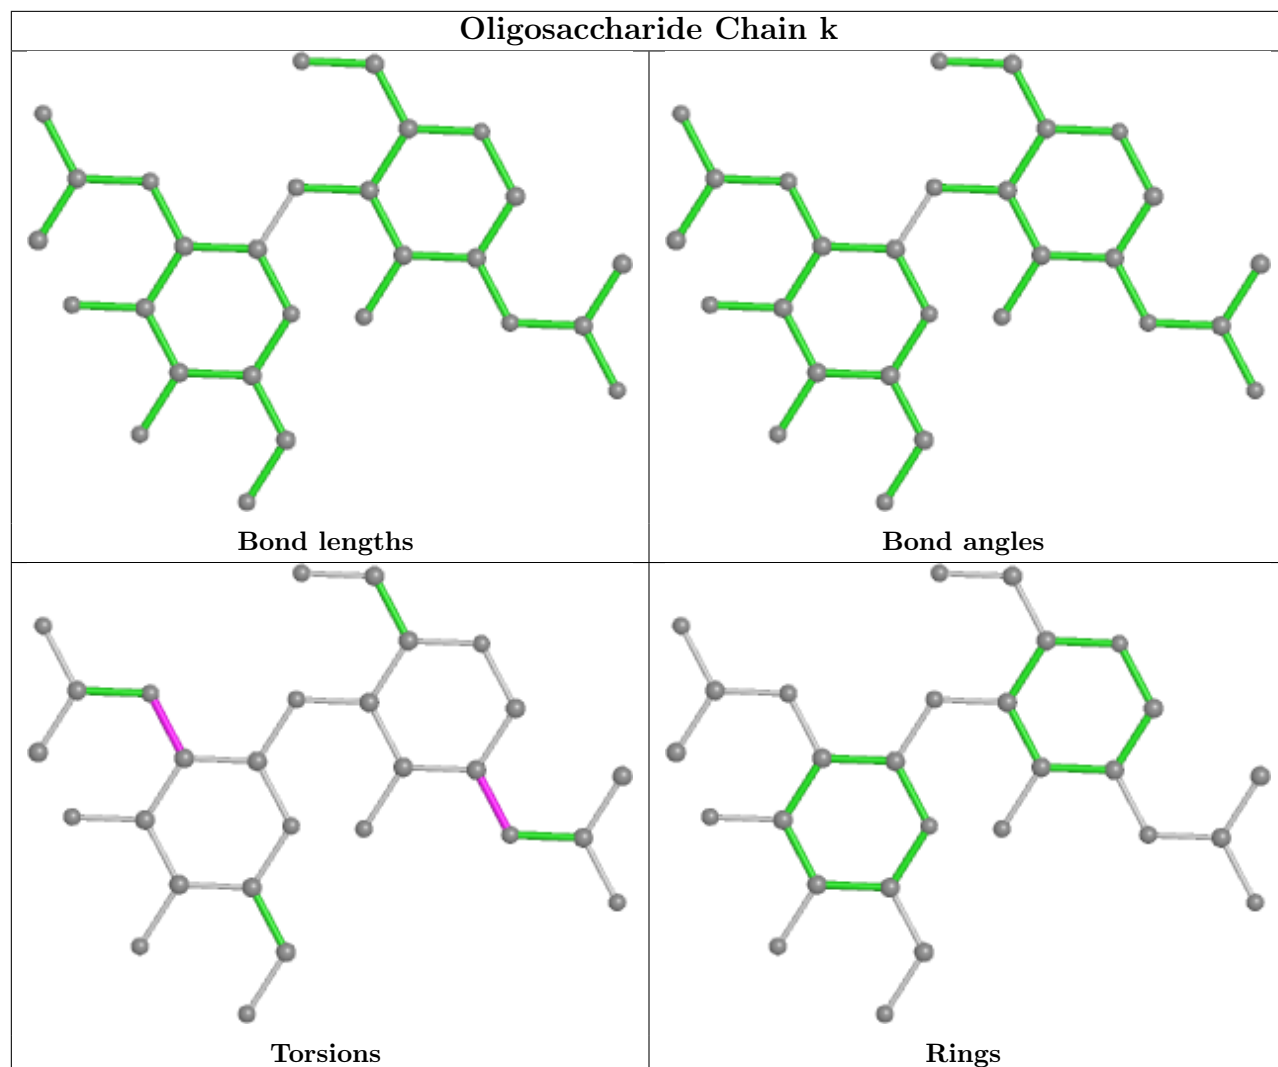 Oligosaccharide Chain k
Bond lengths
Bond angles
Torsions
Rings